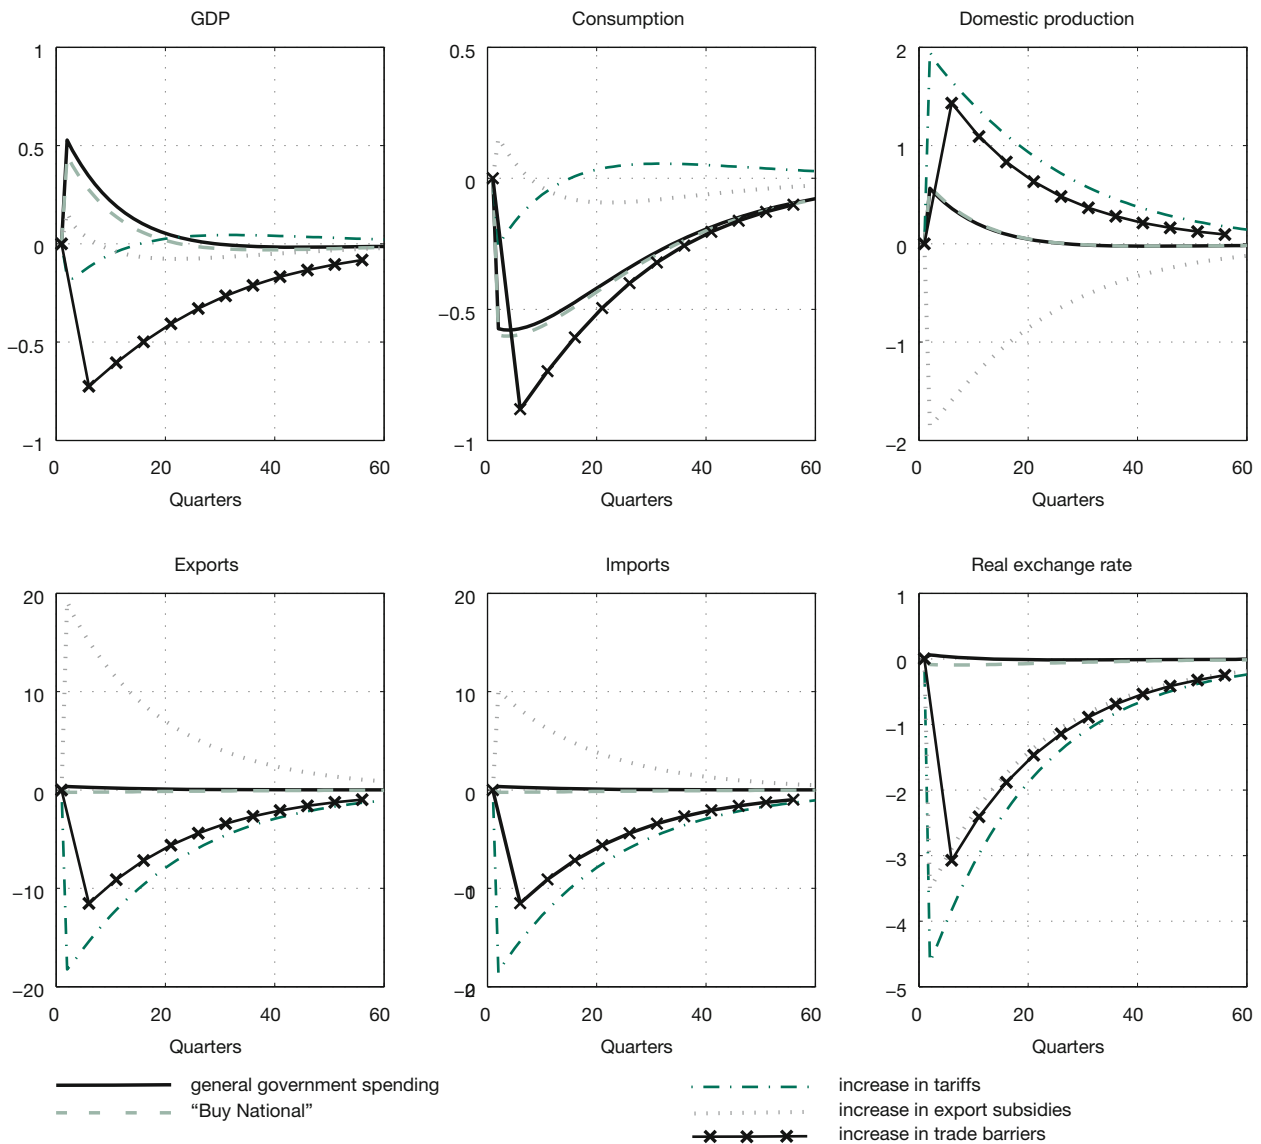 GDP
Consumption
Domestic production
1
0.5
0
−0.5
−1
0 20 40 60
Quarters
0.5
0
−0.5
−1
0 20 40 60
Quarters
2
1
0
−1
−2
0 20 40 60
Quarters
Exports
Imports
Real exchange rate
20
10
0
−10
−20
0 20 40 60
Quarters
20
10
0
0 20 40 60
Quarters
1
0
−1
−2
−3
−4
−5
0 20 40 60
Quarters
general government spending
“Buy National”
increase in tariffs
increase in export subsidies
increase in trade barriers